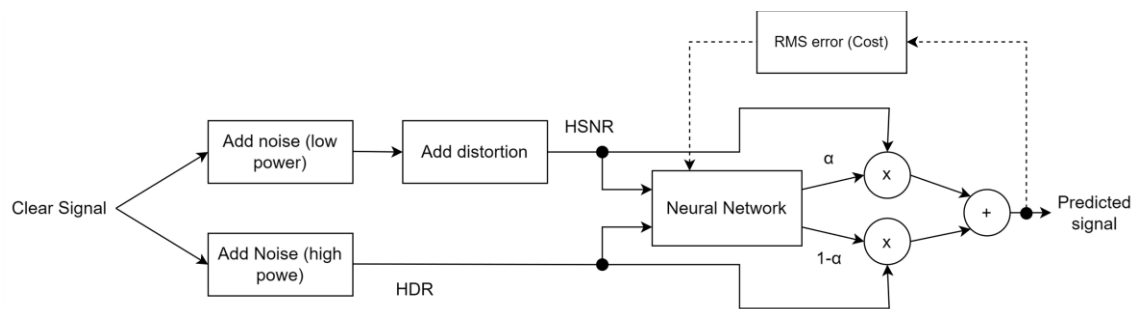 RMS error (Cost)
HSNR
Add noise (low
power)
Add distortion
α
x
Clear Signal
Neural Network
+
Predicted
signal
Add Noise (high
powe)
x
1-α
HDR